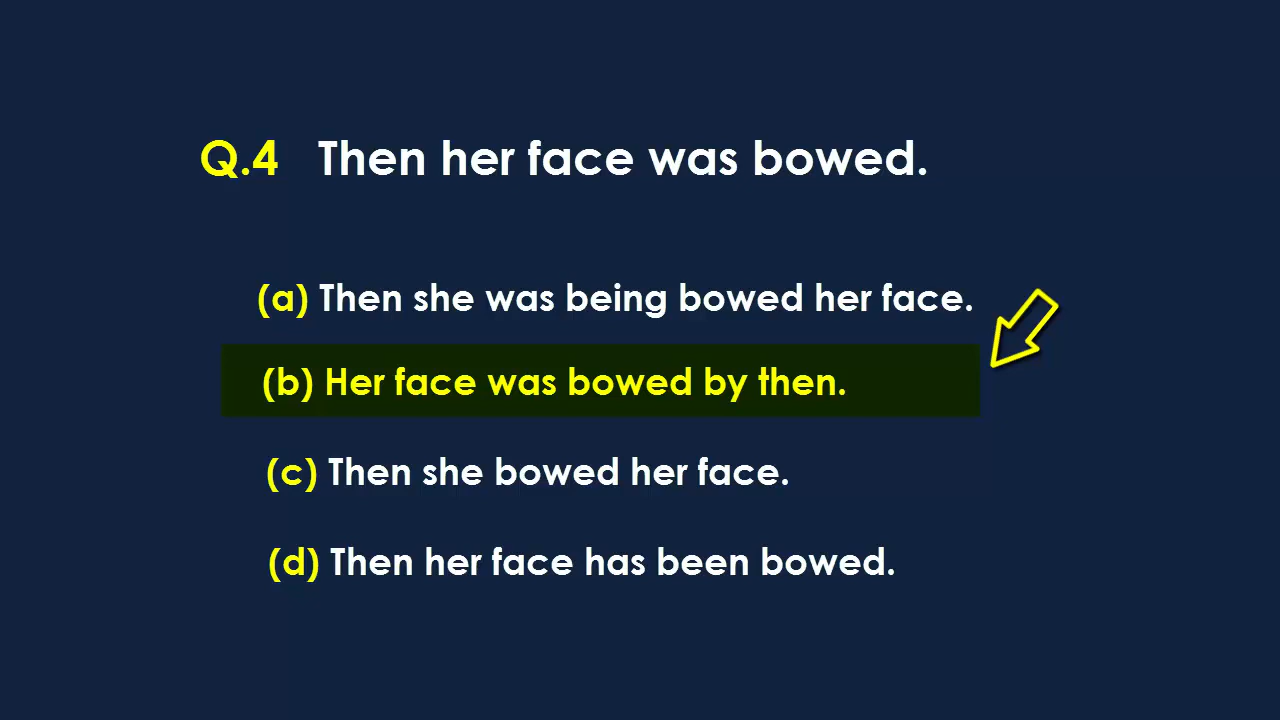 Q.4 Then her face was bowed.
(a) Then she was being bowed her face.
(b) Her face was bowed by then.
(c) Then she bowed her face.
(d) Then her face has been bowed.